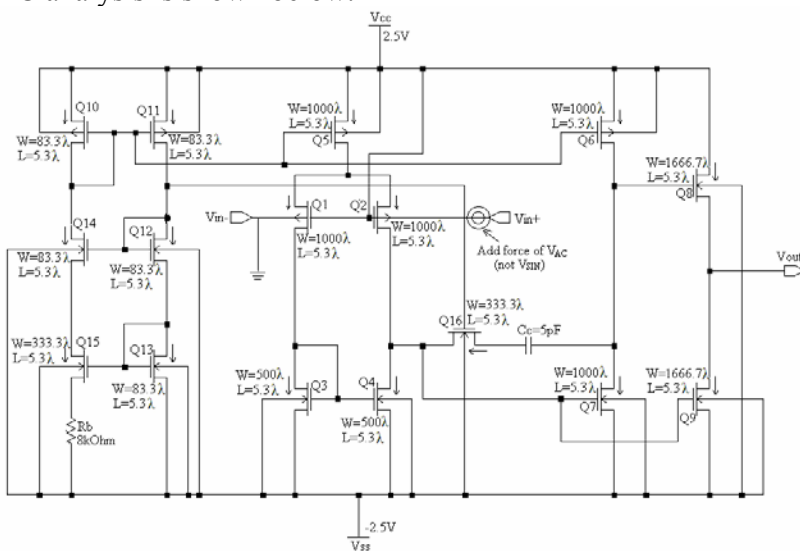 Vcc
2.5V
Q10
Q11
W=83.3λ
L=5.3λ
W=83.3λ
L=5.3λ
W=1000λ
L=5.3λ
Q5
W=1000λ
L=5.3λ
Q6
W=1666.7λ
L=5.3λ
Q8
Q14
Q12
W=83.3λ
L=5.3λ
W=83.3λ
L=5.3λ
Vin-
Q1
Q2
W=1000λ
L=5.3λ
W=1000λ
L=5.3λ
Vin+
Add force of VAC
(not VSIN)
Vout
W=333.3λ
L=5.3λ
Q16
Cc=5pF
W=333.3λ
L=5.3λ
Q15
Q13
W=83.3λ
L=5.3λ
W=500λ
L=5.3λ
Q3
Q4
W=500λ
L=5.3λ
W=1000λ
L=5.3λ
Q7
W=1666.7λ
L=5.3λ
Q9
Rb
8kOhm
-2.5V
Vss